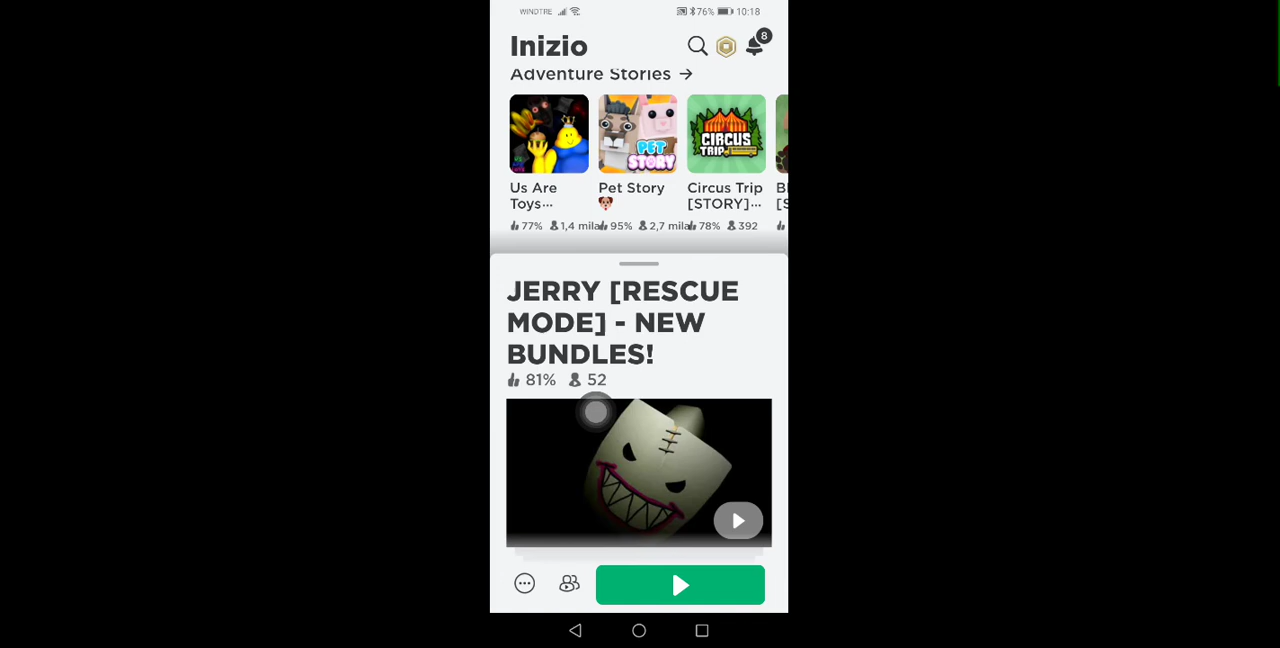 WINDTRE 76% 10:18
Inizio 8
Adventure Stories →
CIRCUS
TRIP
PET
STORY
Us Are Pet Story Circus Trip
Toys... [STORY]...
77% 1,4 mila 95% 2,7 mila 78% 392
JERRY [RESCUE
MODE] - NEW
BUNDLES!
81% 52